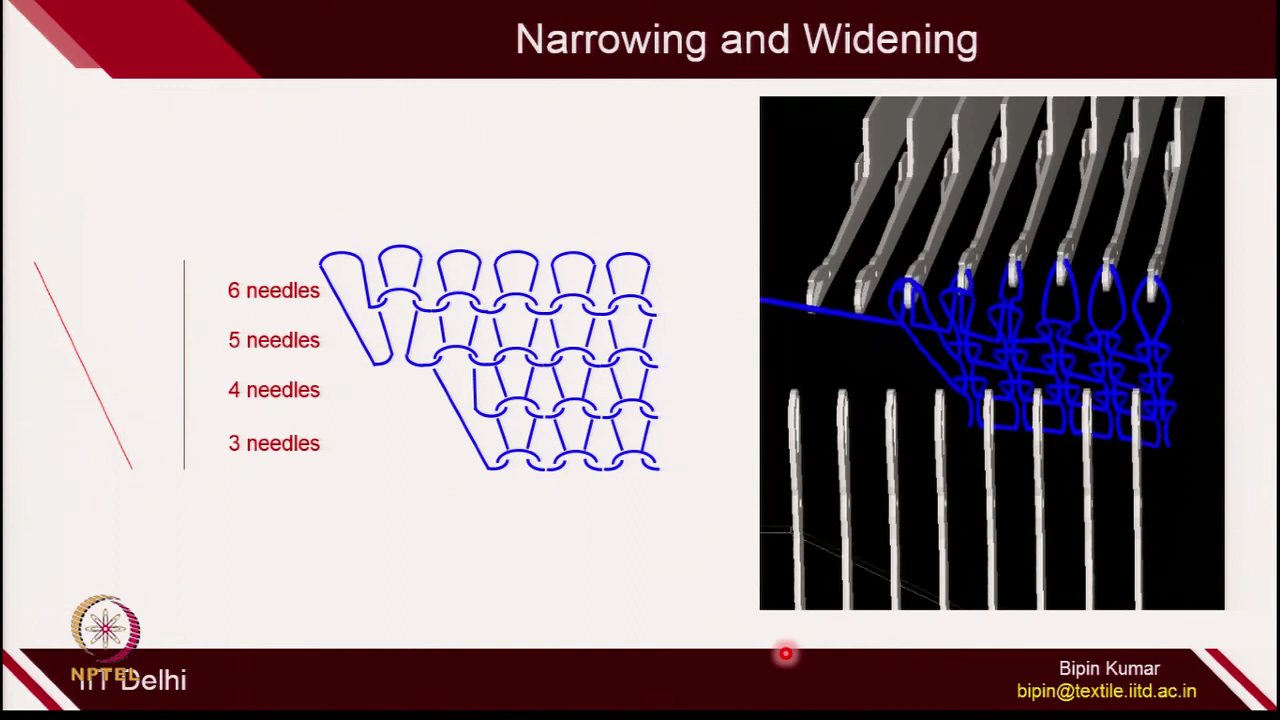 Narrowing and Widening
6 needles
5 needles
4 needles
3 needles
NPTEL
IIT Delhi
Bipin Kumar
bipin@textile.iitd.ac.in